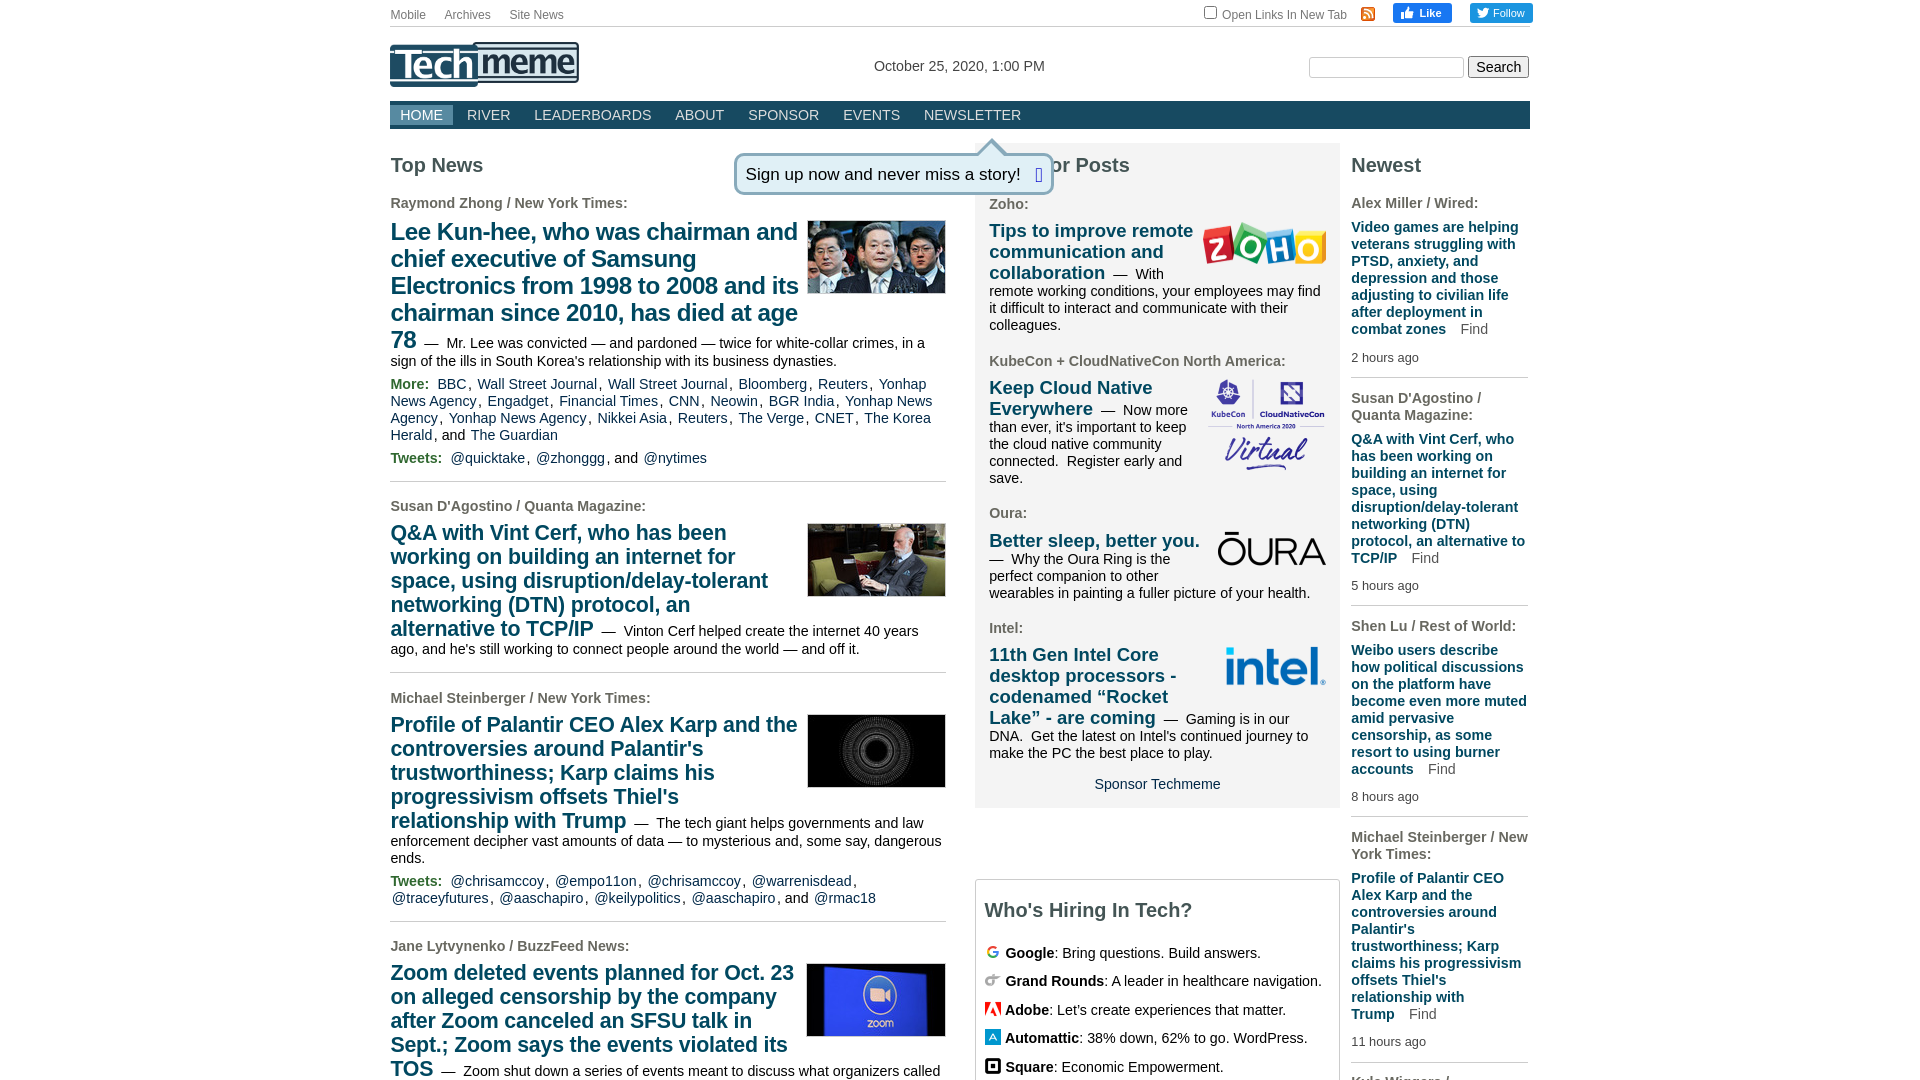 Mobile Archives Site News
Open Links In New Tab
Like
Follow
Techmeme
October 25, 2020, 1:00 PM
Search
HOME RIVER LEADERBOARDS ABOUT SPONSOR EVENTS NEWSLETTER
Sign up now and never miss a story!
Top News
Raymond Zhong / New York Times:
Lee Kun-hee, who was chairman and
chief executive of Samsung
Electronics from 1998 to 2008 and its
chairman since 2010, has died at age
78 — Mr. Lee was convicted — and pardoned — twice for white-collar crimes, in a
sign of the ills in South Korea's relationship with its business dynasties.
More: BBC, Wall Street Journal, Wall Street Journal, Bloomberg, Reuters, Yonhap
News Agency, Engadget, Financial Times, CNN, Neowin, BGR India, Yonhap News
Agency, Yonhap News Agency, Nikkei Asia, Reuters, The Verge, CNET, The Korea
Herald, and The Guardian
Tweets: @quicktake, @zhonggg, and @nytimes
Susan D'Agostino / Quanta Magazine:
Q&A with Vint Cerf, who has been
working on building an internet for
space, using disruption/delay-tolerant
networking (DTN) protocol, an
alternative to TCP/IP — Vinton Cerf helped create the internet 40 years
ago, and he's still working to connect people around the world — and off it.
Michael Steinberger / New York Times:
Profile of Palantir CEO Alex Karp and the
controversies around Palantir's
trustworthiness; Karp claims his
progressivism offsets Thiel's
relationship with Trump — The tech giant helps governments and law
enforcement decipher vast amounts of data — to mysterious and, some say, dangerous
ends.
Tweets: @chrisamccoy, @empo11on, @chrisamccoy, @warrenisdead,
@traceyfutures, @aaschapiro, @keilypolitics, @aaschapiro, and @rmac18
Jane Lytvynenko / BuzzFeed News:
Zoom deleted events planned for Oct. 23
on alleged censorship by the company
after Zoom canceled an SFSU talk in
Sept.; Zoom says the events violated its
TOS — Zoom shut down a series of events meant to discuss what organizers called
zoom
or Posts
Zoho:
ZOHO
Tips to improve remote
communication and
collaboration — With
remote working conditions, your employees may find
it difficult to interact and communicate with their
colleagues.
KubeCon + CloudNativeCon North America:
Keep Cloud Native
Everywhere — Now more
than ever, it's important to keep
the cloud native community
connected. Register early and
save.
KubeCon CloudNativeCon
North America 2020
Virtual
Oura:
Better sleep, better you.
— Why the Oura Ring is the
perfect companion to other
wearables in painting a fuller picture of your health.
ŌURA
Intel:
11th Gen Intel Core
desktop processors -
codenamed “Rocket
Lake” - are coming — Gaming is in our
DNA. Get the latest on Intel's continued journey to
make the PC the best place to play.
intel.
Sponsor Techmeme
Who's Hiring In Tech?
Google: Bring questions. Build answers.
Grand Rounds: A leader in healthcare navigation.
Adobe: Let’s create experiences that matter.
Automattic: 38% down, 62% to go. WordPress.
Square: Economic Empowerment.
Newest
Alex Miller / Wired:
Video games are helping
veterans struggling with
PTSD, anxiety, and
depression and those
adjusting to civilian life
after deployment in
combat zones Find
2 hours ago
Susan D'Agostino /
Quanta Magazine:
Q&A with Vint Cerf, who
has been working on
building an internet for
space, using
disruption/delay-tolerant
networking (DTN)
protocol, an alternative to
TCP/IP Find
5 hours ago
Shen Lu / Rest of World:
Weibo users describe
how political discussions
on the platform have
become even more muted
amid pervasive
censorship, as some
resort to using burner
accounts Find
8 hours ago
Michael Steinberger / New
York Times:
Profile of Palantir CEO
Alex Karp and the
controversies around
Palantir's
trustworthiness; Karp
claims his progressivism
offsets Thiel's
relationship with
Trump Find
11 hours ago